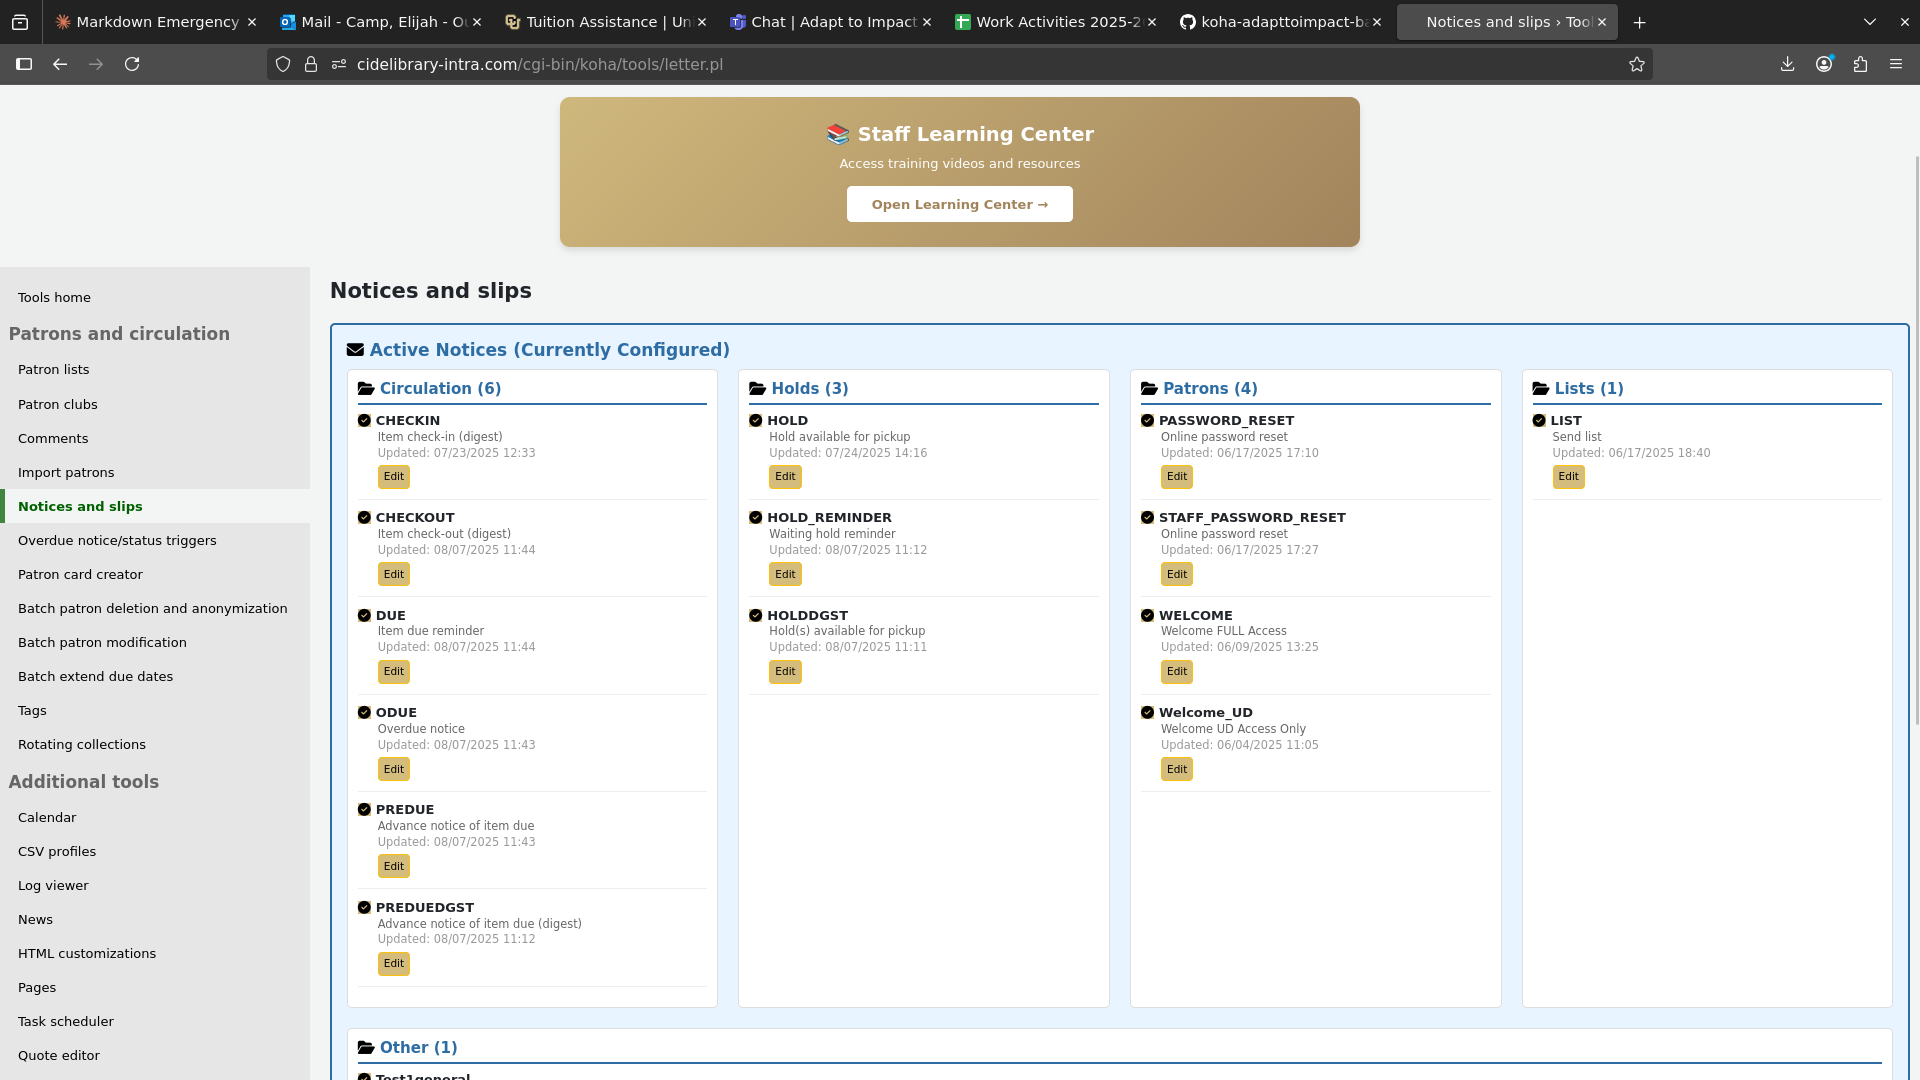 Markdown Emergency
Mail - Camp, Elijah - Ou
Tuition Assistance | Uni
Chat | Adapt to Impact
Work Activities 2025-2
koha-adapttoimpact-ba
Notices and slips › Tool
cidelibrary-intra.com/cgi-bin/koha/tools/letter.pl
📚 Staff Learning Center
Access training videos and resources
Open Learning Center →
Tools home
Patrons and circulation
Patron lists
Patron clubs
Comments
Import patrons
Notices and slips
Overdue notice/status triggers
Patron card creator
Batch patron deletion and anonymization
Batch patron modification
Batch extend due dates
Tags
Rotating collections
Additional tools
Calendar
CSV profiles
Log viewer
News
HTML customizations
Pages
Task scheduler
Quote editor
Notices and slips
Active Notices (Currently Configured)
Circulation (6)
CHECKIN
Item check-in (digest)
Updated: 07/23/2025 12:33
Edit
CHECKOUT
Item check-out (digest)
Updated: 08/07/2025 11:44
Edit
DUE
Item due reminder
Updated: 08/07/2025 11:44
Edit
ODUE
Overdue notice
Updated: 08/07/2025 11:43
Edit
PREDUE
Advance notice of item due
Updated: 08/07/2025 11:43
Edit
PREDUEDGST
Advance notice of item due (digest)
Updated: 08/07/2025 11:12
Edit
Holds (3)
HOLD
Hold available for pickup
Updated: 07/24/2025 14:16
Edit
HOLD_REMINDER
Waiting hold reminder
Updated: 08/07/2025 11:12
Edit
HOLDDGST
Hold(s) available for pickup
Updated: 08/07/2025 11:11
Edit
Patrons (4)
PASSWORD_RESET
Online password reset
Updated: 06/17/2025 17:10
Edit
STAFF_PASSWORD_RESET
Online password reset
Updated: 06/17/2025 17:27
Edit
WELCOME
Welcome FULL Access
Updated: 06/09/2025 13:25
Edit
Welcome_UD
Welcome UD Access Only
Updated: 06/04/2025 11:05
Edit
Lists (1)
LIST
Send list
Updated: 06/17/2025 18:40
Edit
Other (1)
Test1general